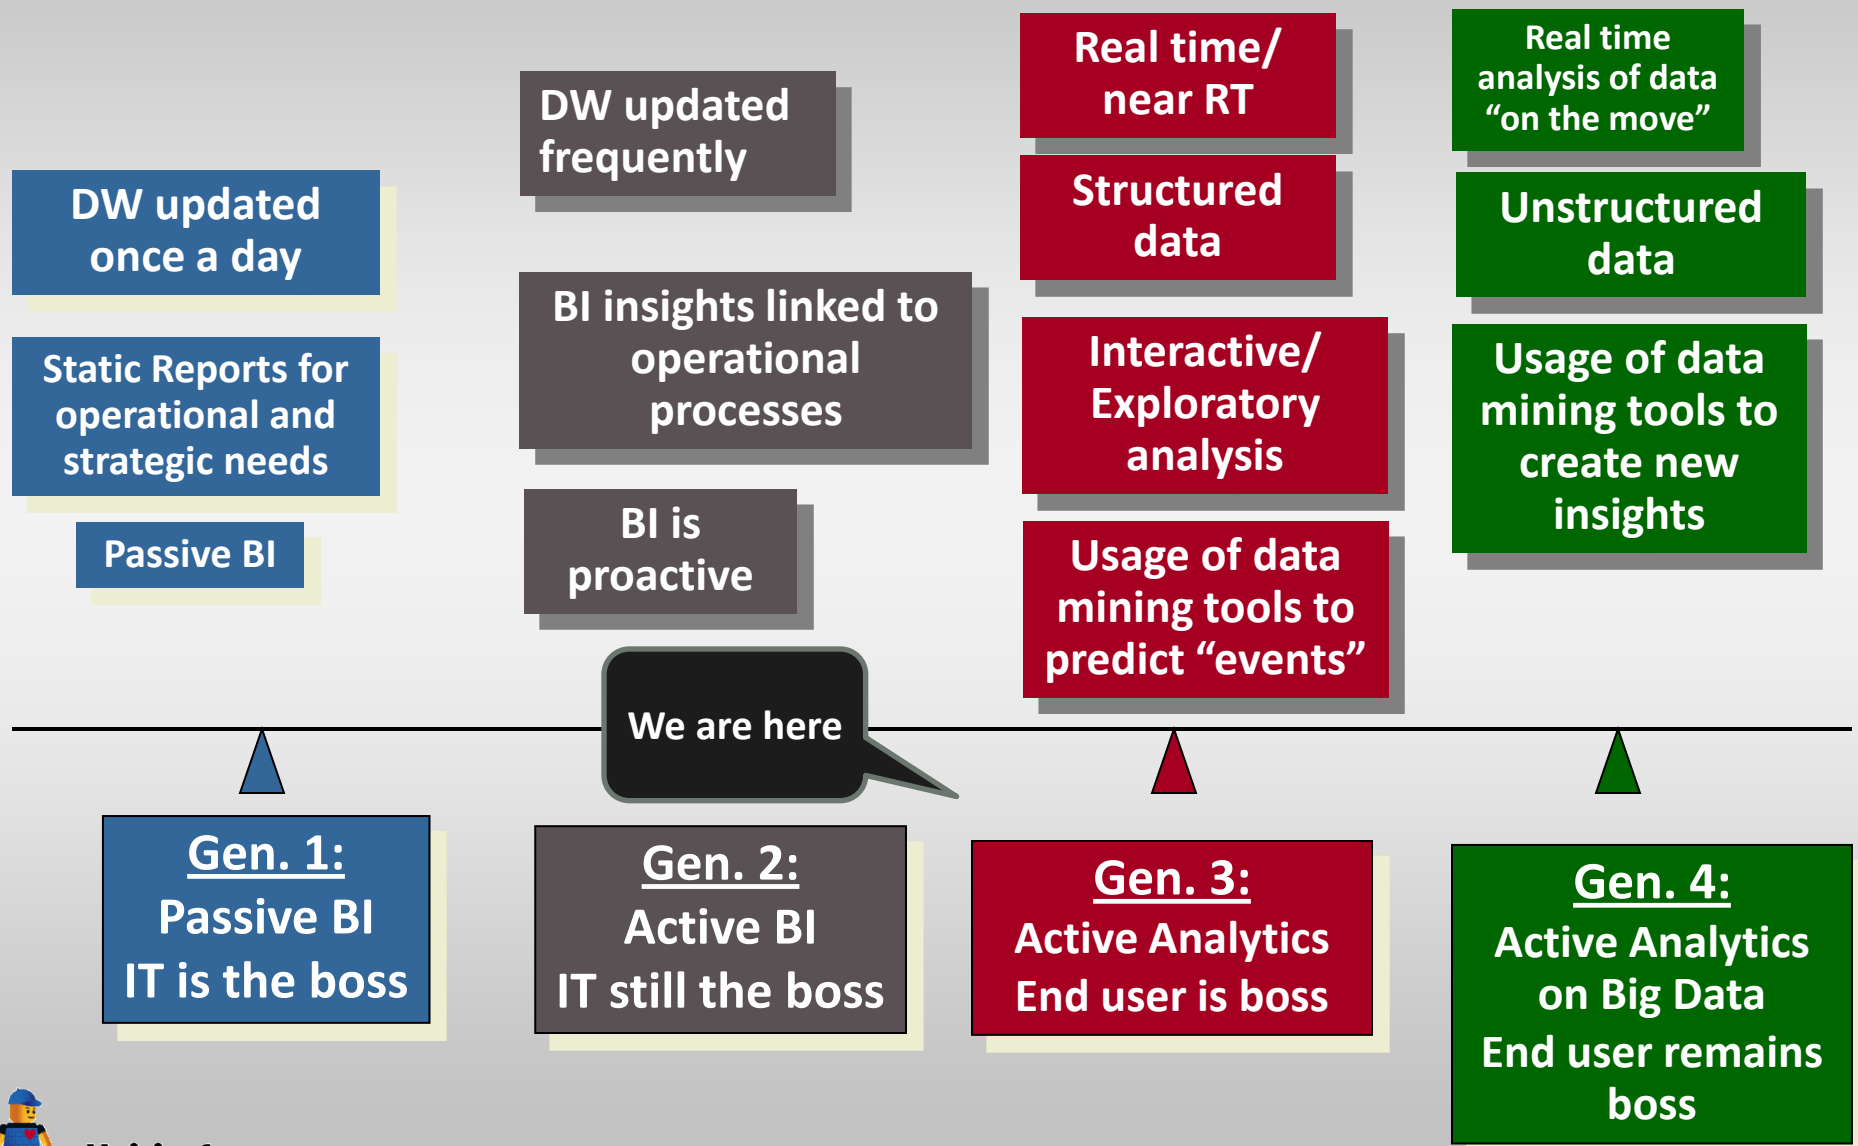 DW updated
once a day
Static Reports for
operational and
strategic needs
Passive BI
DW updated
frequently
BI insights linked to
operational
processes
BI is
proactive
Real time/
near RT
Structured
data
Interactive/
Exploratory
analysis
Usage of data
mining tools to
predict “events”
Real time
analysis of data
“on the move”
Unstructured
data
Usage of data
mining tools to
create new
insights
We are here
Gen. 1:
Passive BI
IT is the boss
Gen. 2:
Active BI
IT still the boss
Gen. 3:
Active Analytics
End user is boss
Gen. 4:
Active Analytics
on Big Data
End user remains
boss